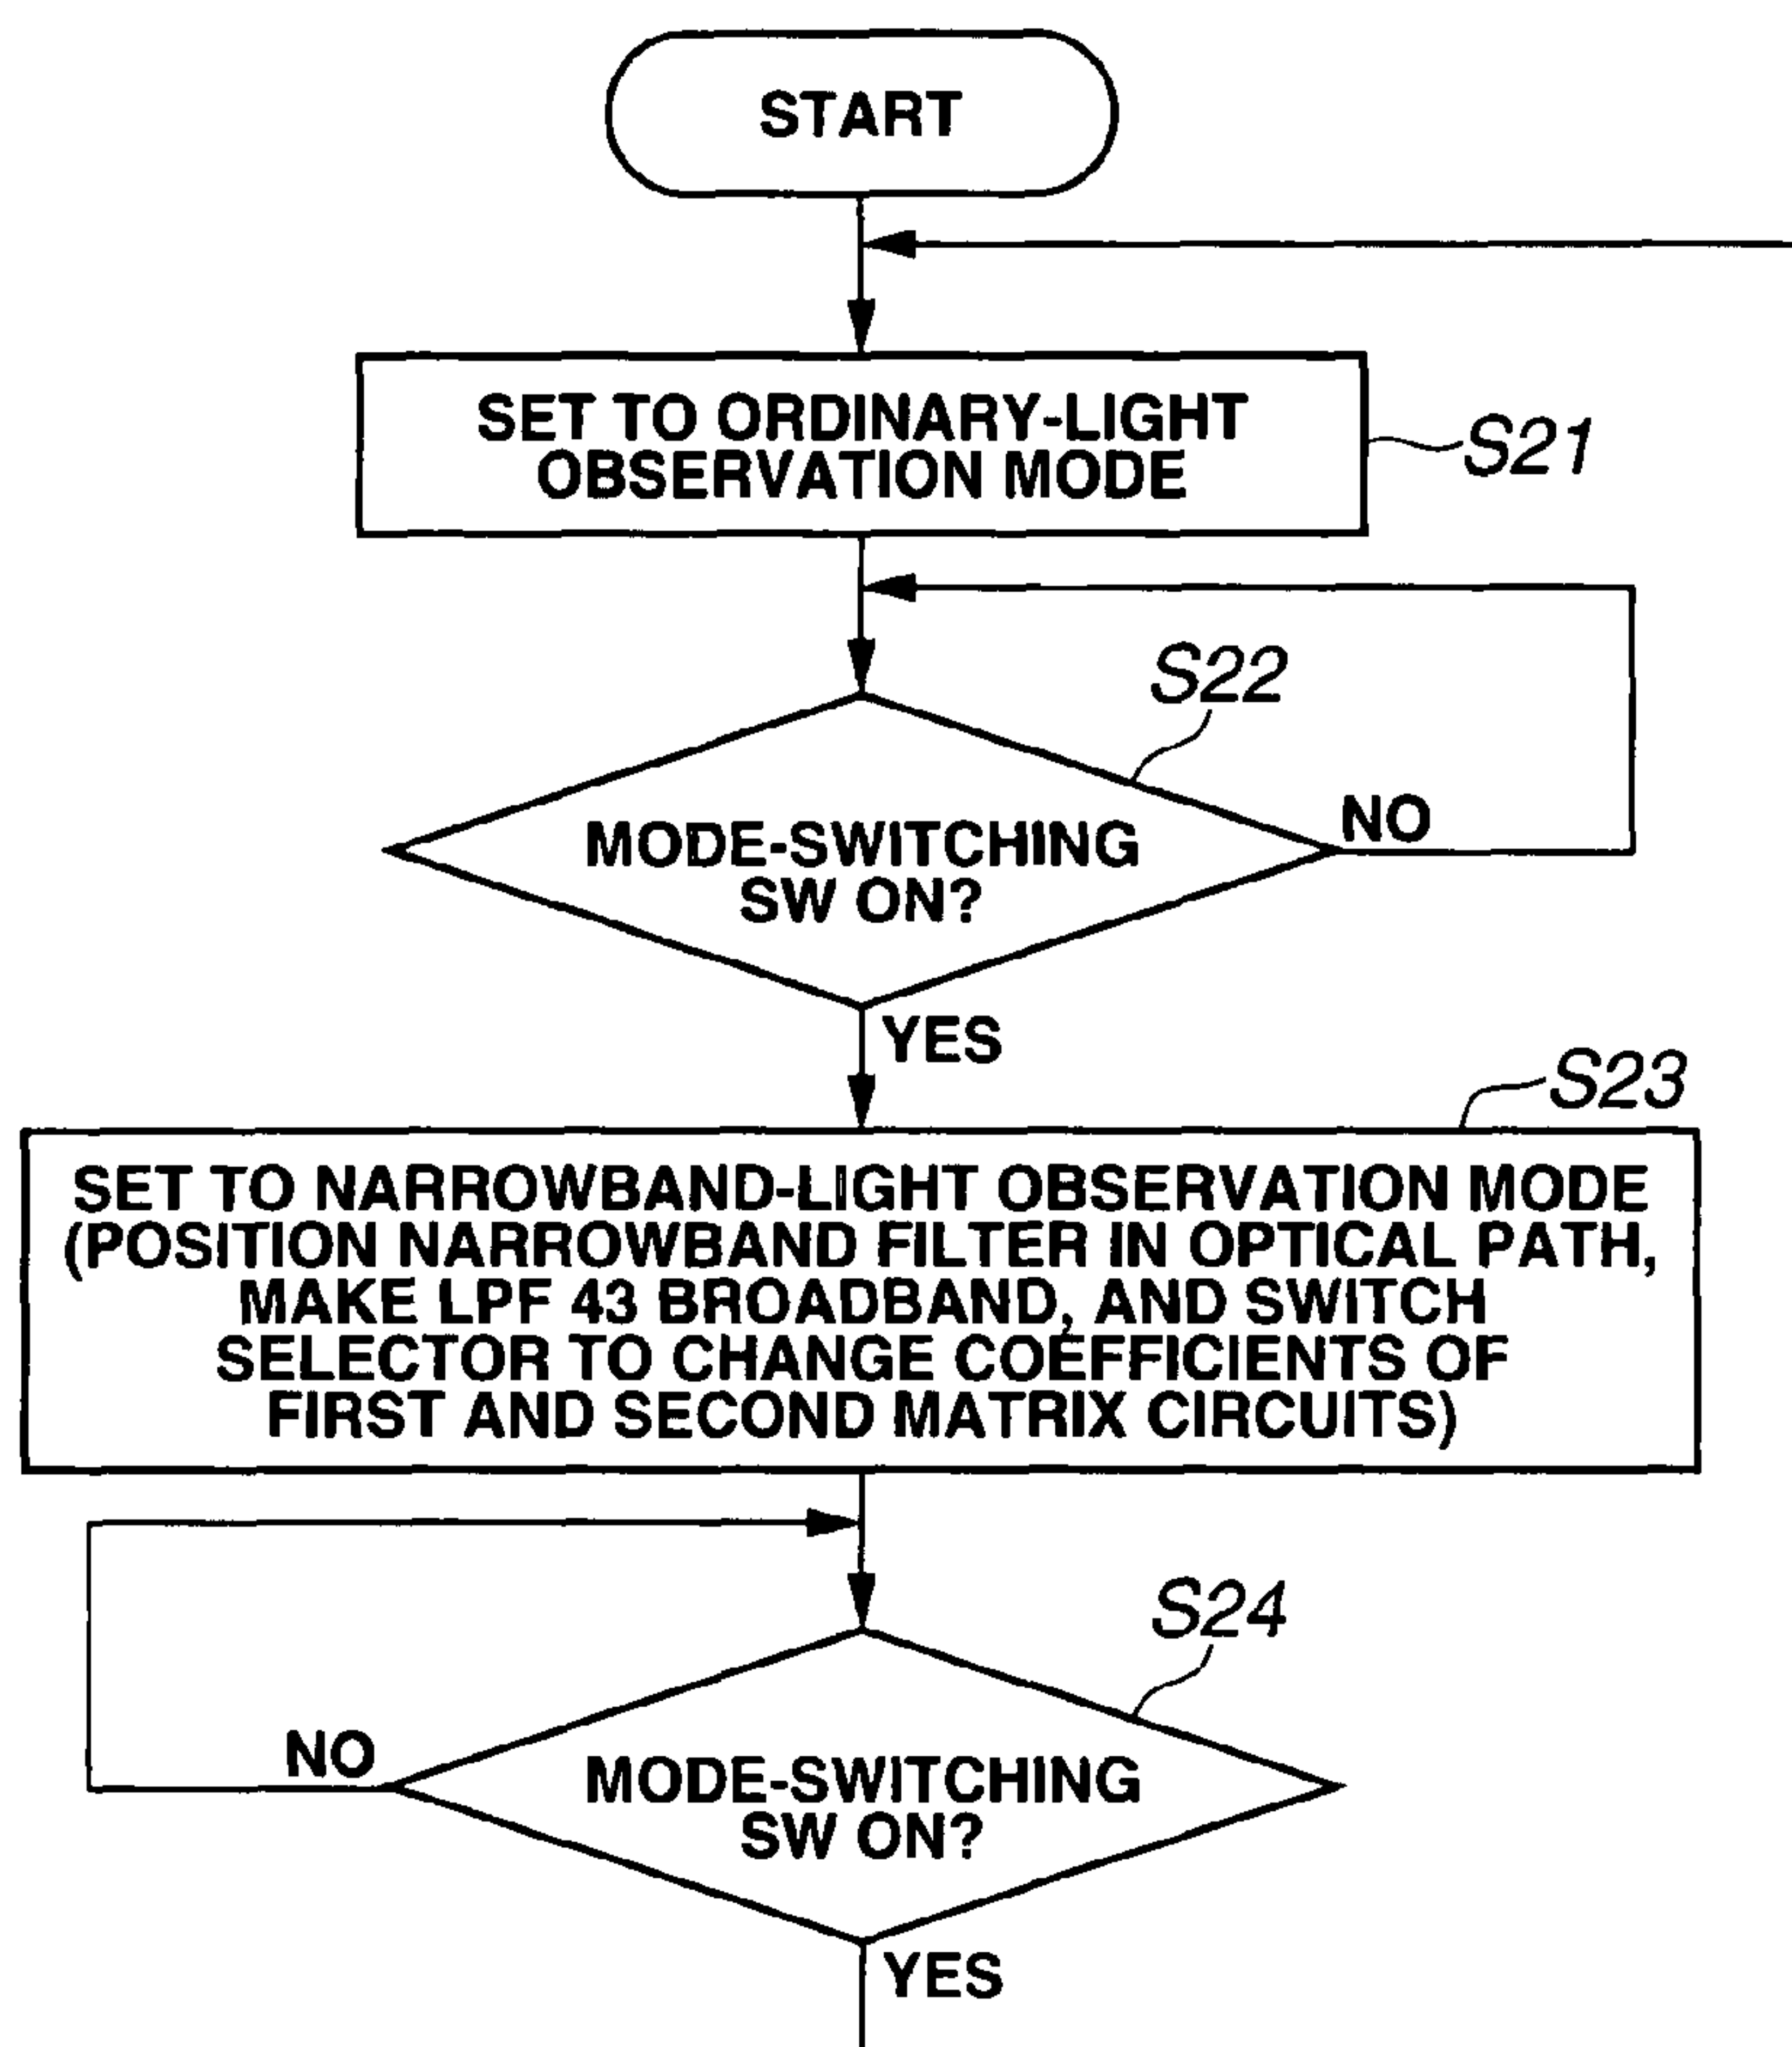 START
SET TO ORDINARY-LIGHT
OBSERVATION MODE
S21
S22
MODE-SWITCHING
SW ON?
NO
YES
S23
SET TO NARROWBAND-LIGHT OBSERVATION MODE
(POSITION NARROWBAND FILTER IN OPTICAL PATH,
MAKE LPF 43 BROADBAND, AND SWITCH
SELECTOR TO CHANGE COEFFICIENTS OF
FIRST AND SECOND MATRIX CIRCUITS)
S24
NO
MODE-SWITCHING
SW ON?
YES